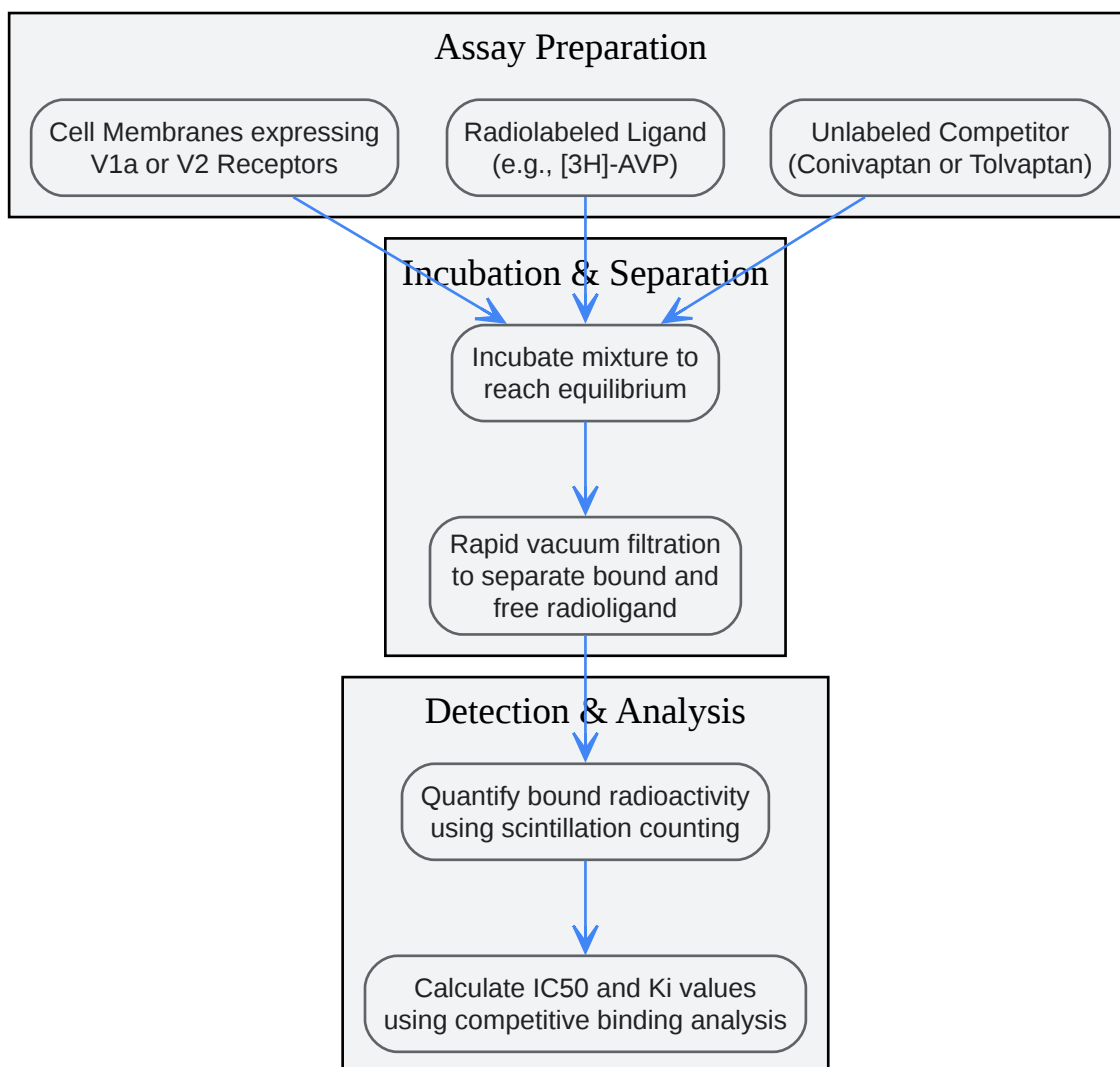 Assay Preparation
Cell Membranes expressing
V1a or V2 Receptors
Radiolabeled Ligand
(e.g., [3H]-AVP)
Unlabeled Competitor
(Conivaptan or Tolvaptan)
Incubation & Separation
Incubate mixture to
reach equilibrium
Rapid vacuum filtration
to separate bound and
free radioligand
Detection & Analysis
Quantify bound radioactivity
using scintillation counting
Calculate IC50 and Ki values
using competitive binding analysis